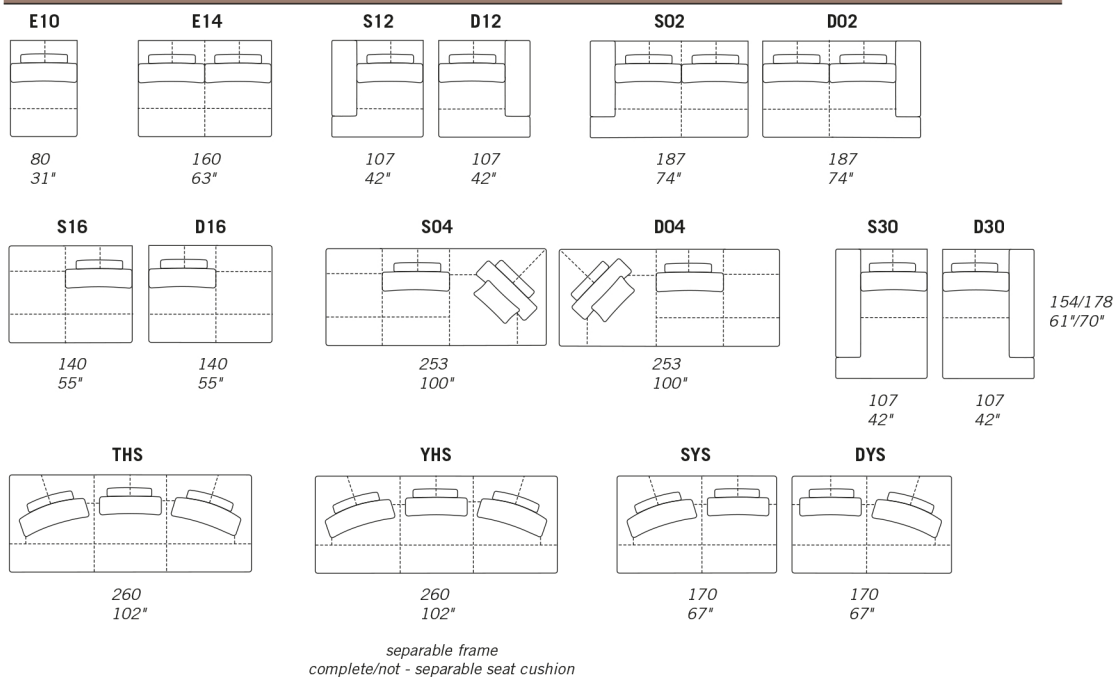 E10 E14 S12 D12 S02 D02
80 160 107 107 187 187
31" 63" 42" 42" 74" 74"
S16 D16 S04 D04 S30 D30
154/178
61"/70"
140 140 253 253
55" 55" 100" 100"
107 107
42" 42"
THS YHS SYS DYS
260 260 170 170
102" 102" 67" 67"
separable frame
complete/not - separable seat cushion